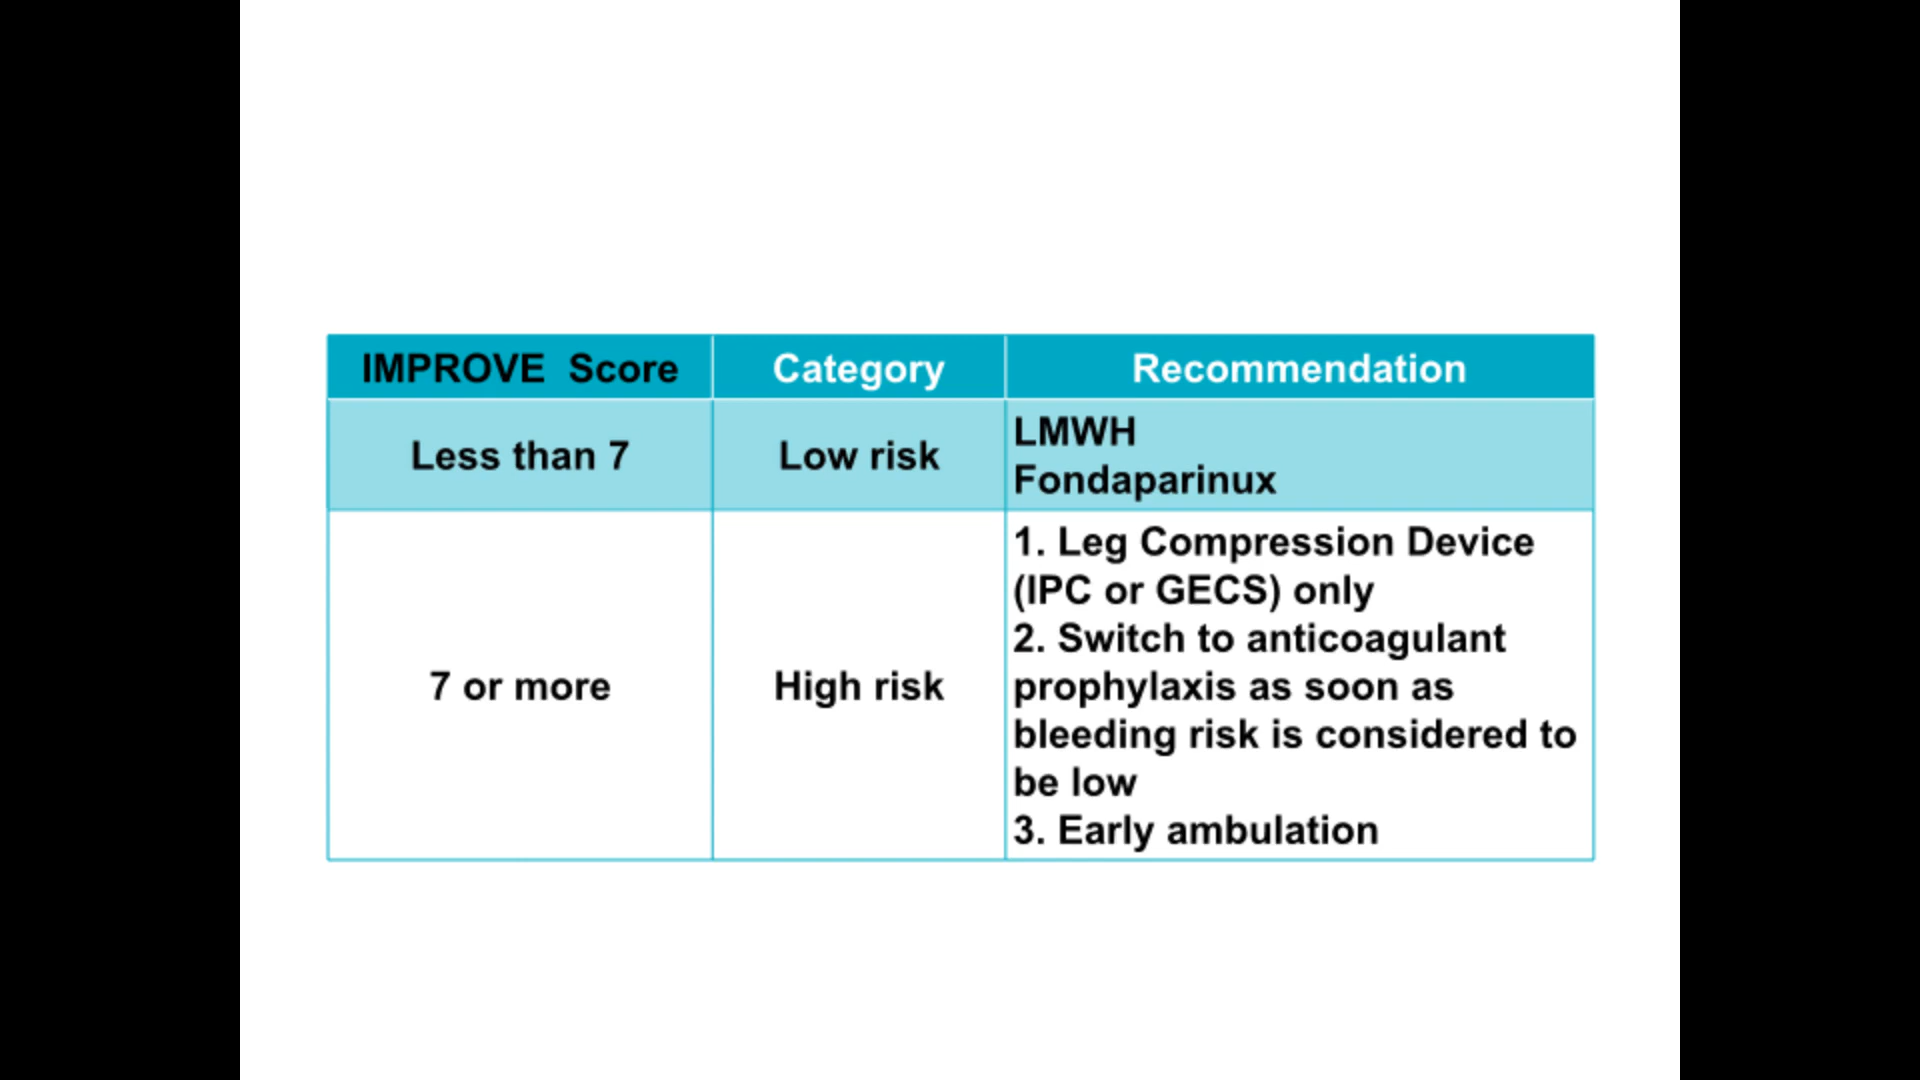 IMPROVE Score Category Recommendation
Less than 7 Low risk LMWH
Fondaparinux
7 or more High risk 1. Leg Compression Device
(IPC or GECS) only
2. Switch to anticoagulant
prophylaxis as soon as
bleeding risk is considered to
be low
3. Early ambulation